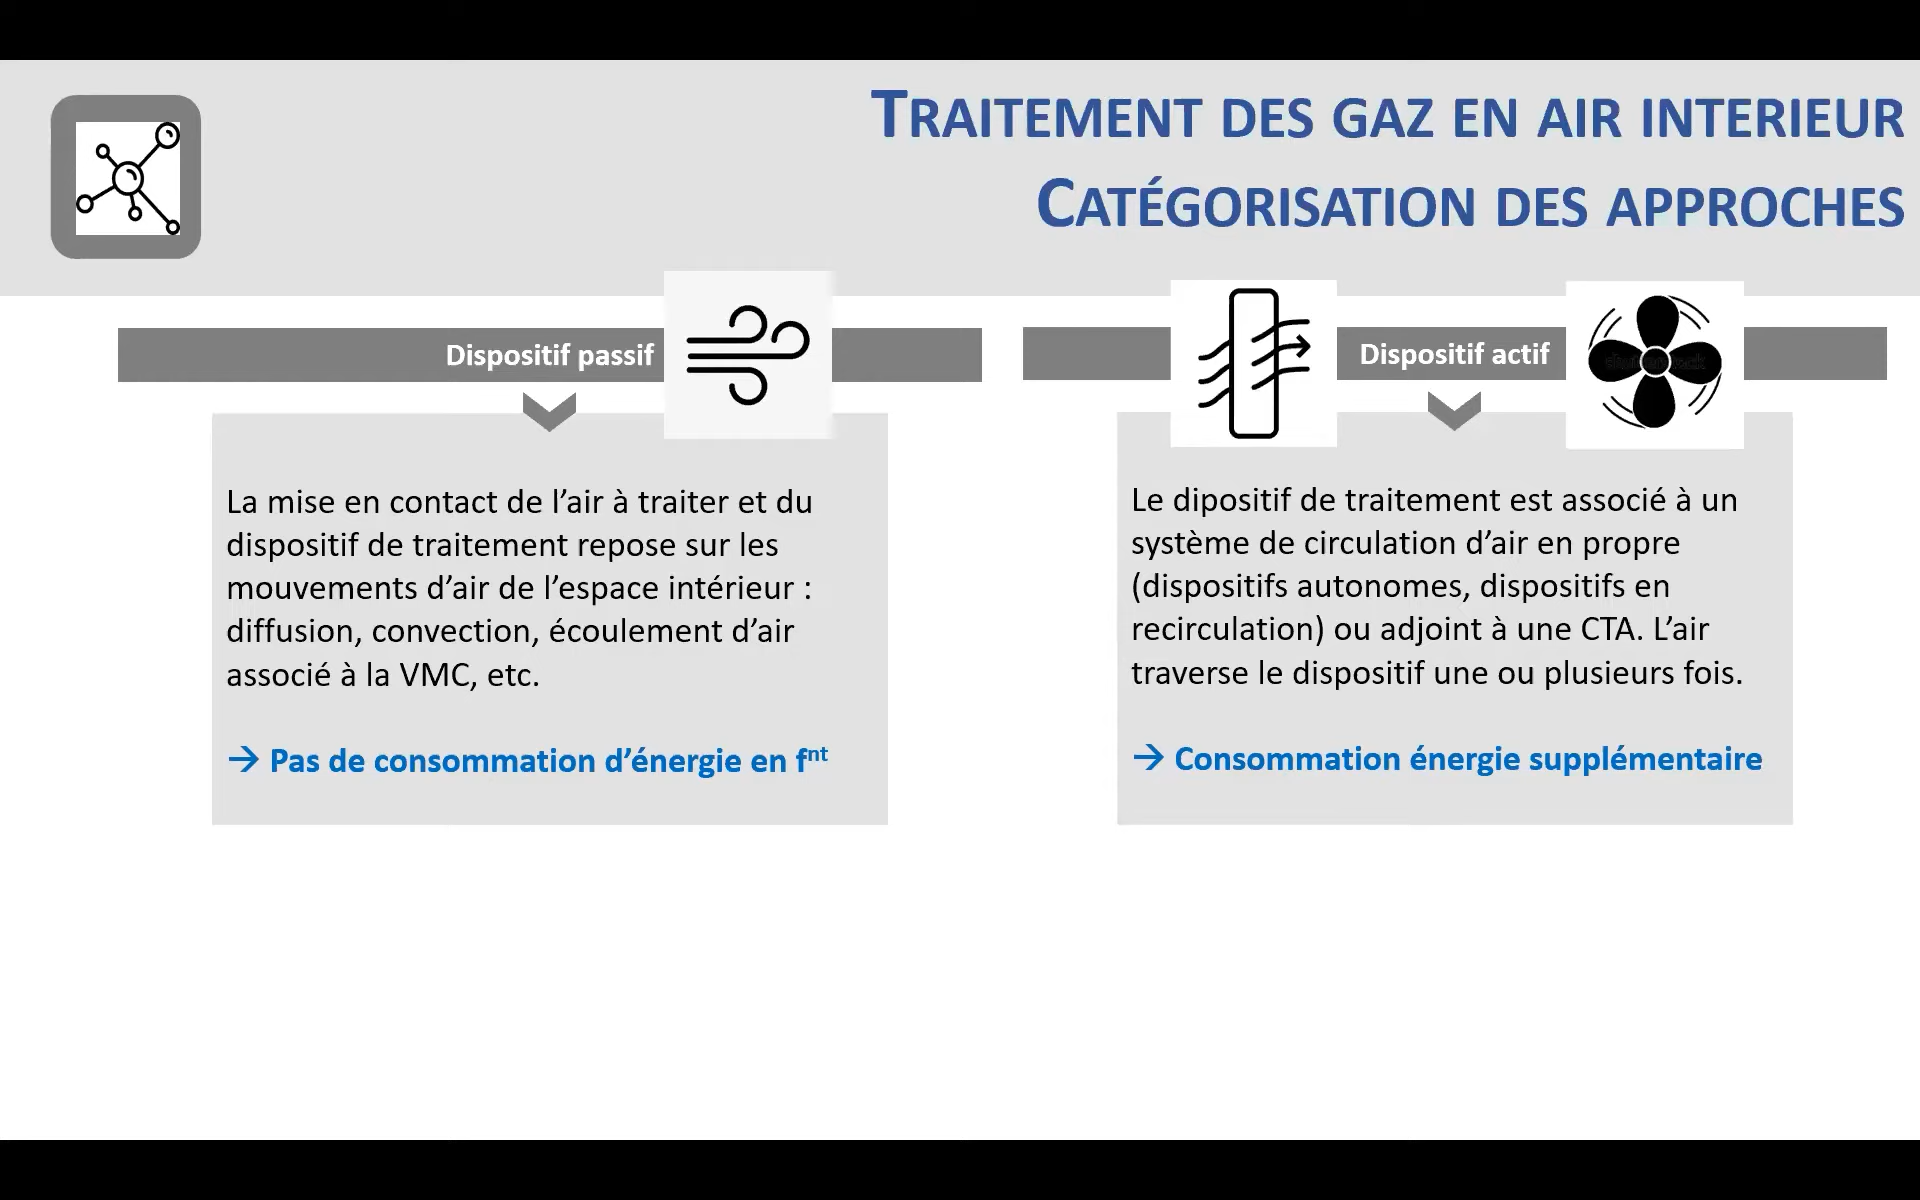 TRAITEMENT DES GAZ EN AIR INTERIEUR
CATÉGORISATION DES APPROCHES
Dispositif passif
La mise en contact de l’air à traiter et du
dispositif de traitement repose sur les
mouvements d’air de l’espace intérieur :
diffusion, convection, écoulement d’air
associé à la VMC, etc.
→ Pas de consommation d’énergie en fnt
Dispositif actif
Le dipositif de traitement est associé à un
système de circulation d’air en propre
(dispositifs autonomes, dispositifs en
recirculation) ou adjoint à une CTA. L’air
traverse le dispositif une ou plusieurs fois.
→ Consommation énergie supplémentaire